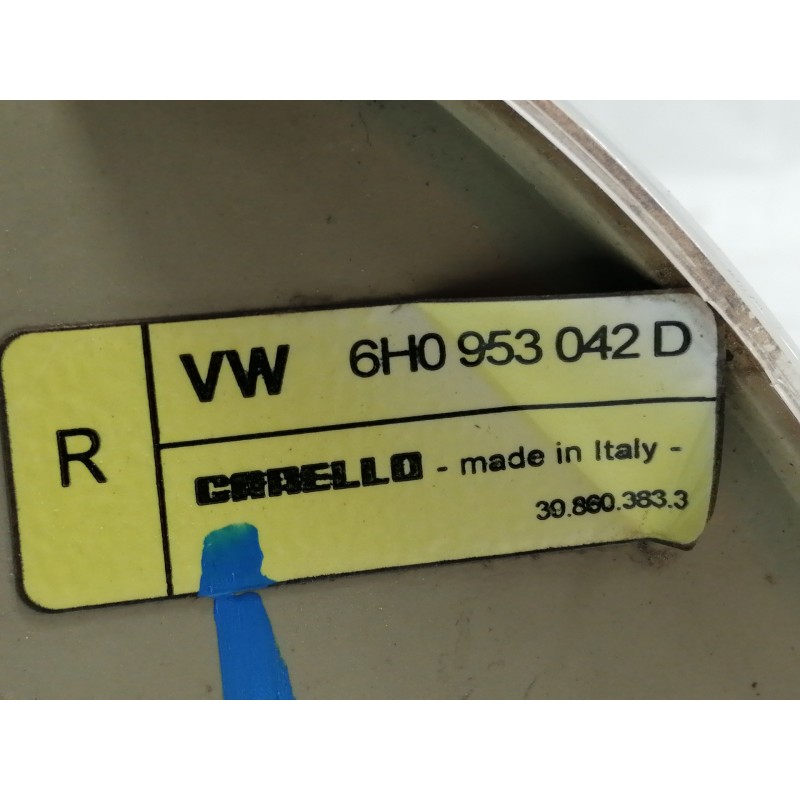 R
VW 6H0 953 042 D
CARELLO - made in Italy -
39.860.383.3